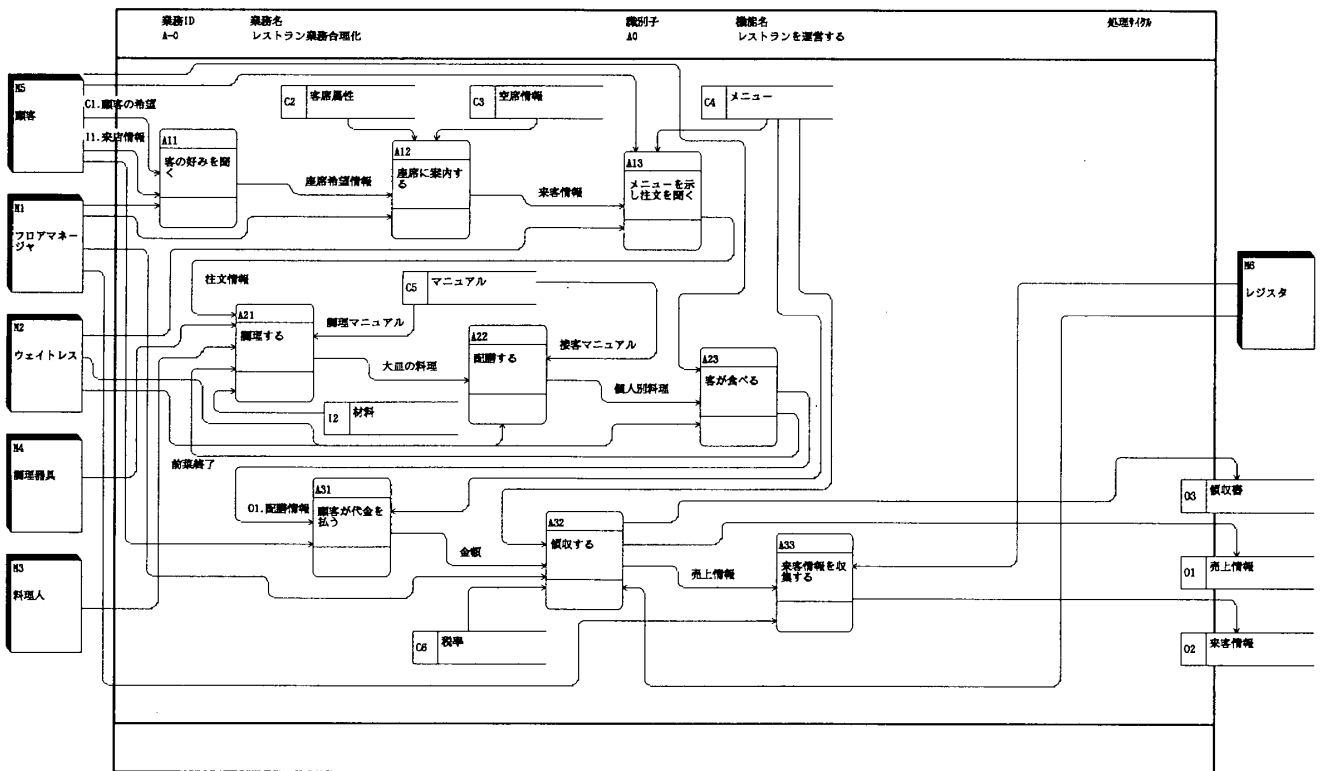 業務ID
A-0
業務名
レストラン業務合理化
識別子
A0
機能名
レストランを運営する
処理サイクル
M5
顧客
C1.顧客の希望
I1.来店情報
C2
客席属性
C3
空席情報
C4
メニュー
A11
客の好みを聞
く
座席希望情報
A12
座席に案内す
る
来客情報
A13
メニューを示
し注文を聞く
M1
フロアマネー
ジャ
M6
レジスタ
注文情報
C5
マニュアル
M2
ウェイトレス
A21
調理する
調理マニュアル
大皿の料理
A22
配膳する
接客マニュアル
個人別料理
A23
客が食べる
I2
材料
前菜終了
M4
調理器具
A31
顧客が代金を
払う
O1.配膳情報
金額
A32
領収する
売上情報
A33
来客情報を収
集する
O3
領収書
M3
料理人
O1
売上情報
C6
税率
O2
来客情報